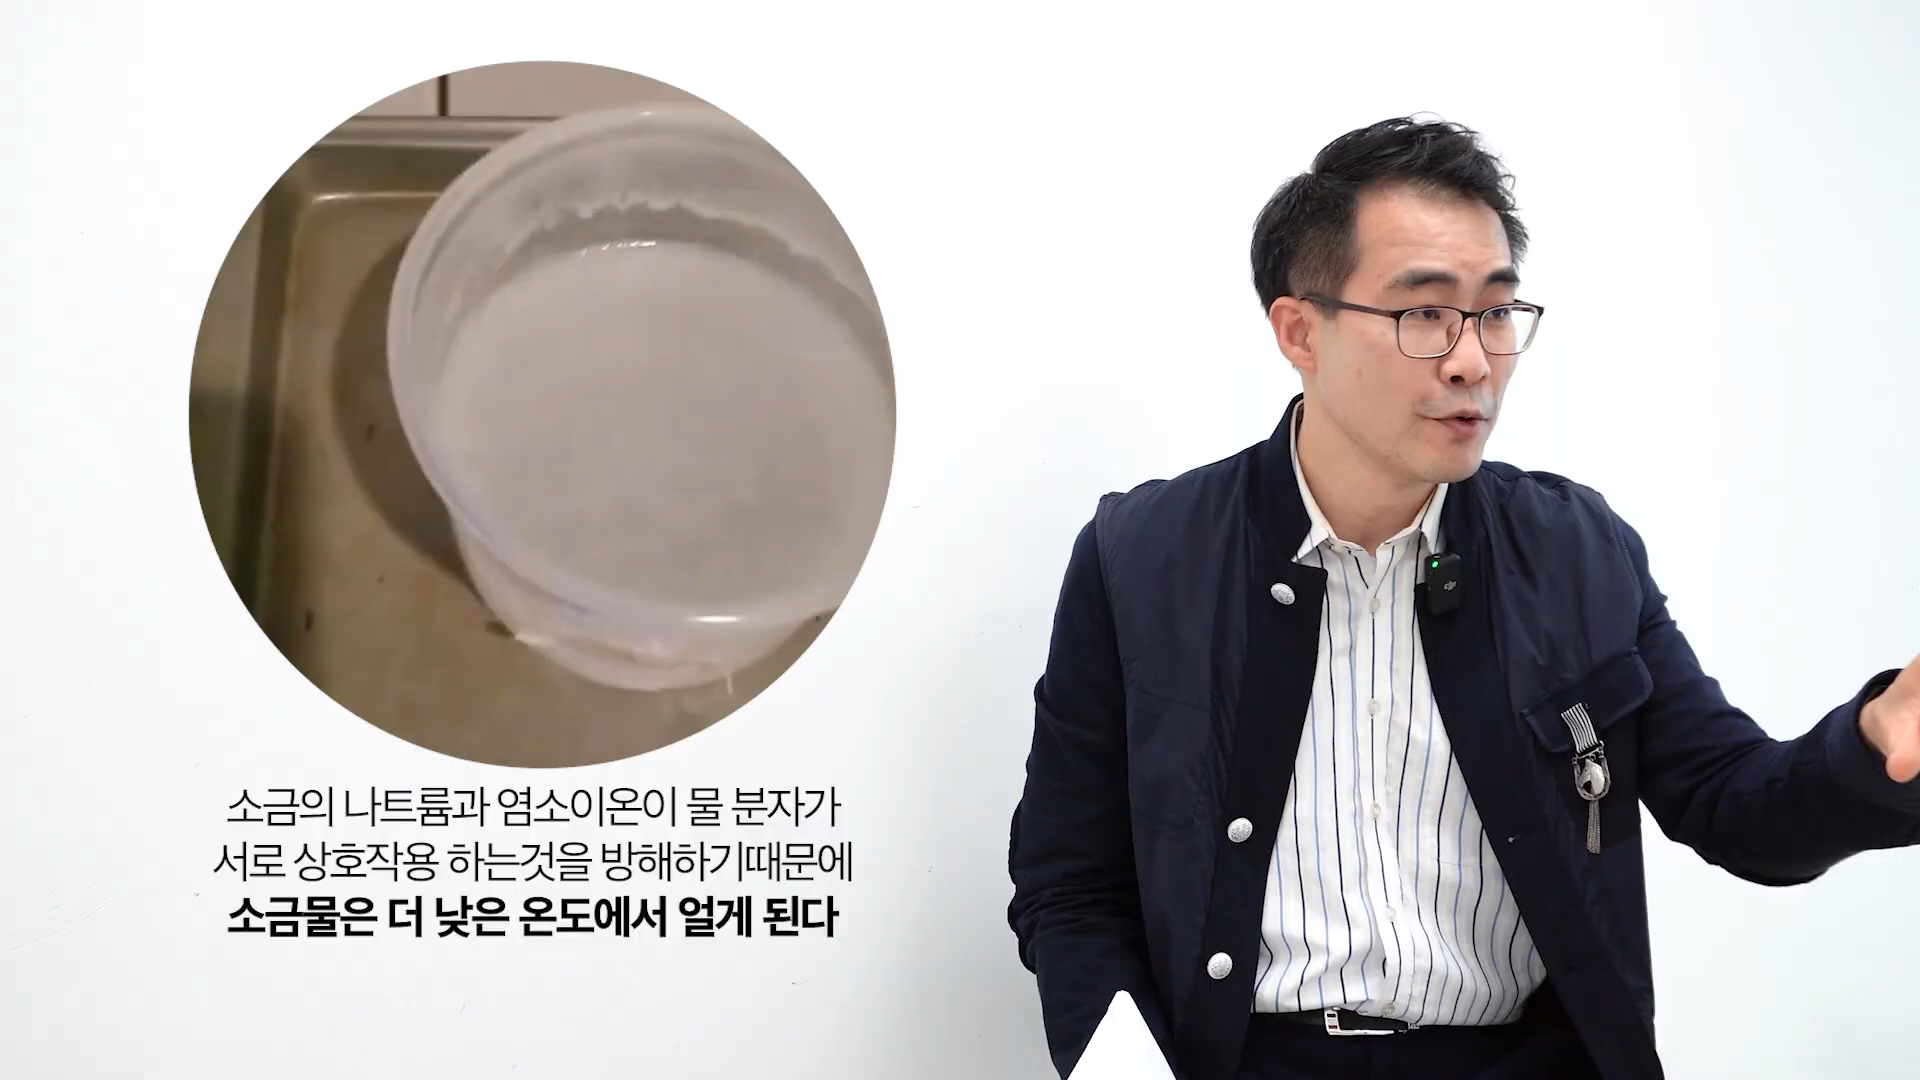 소금의 나트륨과 염소이온이 물 분자가
서로 상호작용 하는것을 방해하기때문에
소금물은 더 낮은 온도에서 얼게 된다
dji